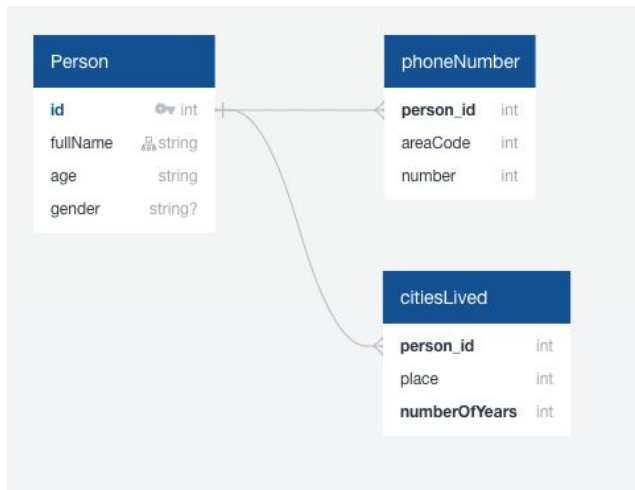 Person
id int
fullName string
age string
gender string?
phoneNumber
person_id int
areaCode int
number int
citiesLived
person_id int
place int
numberOfYears int